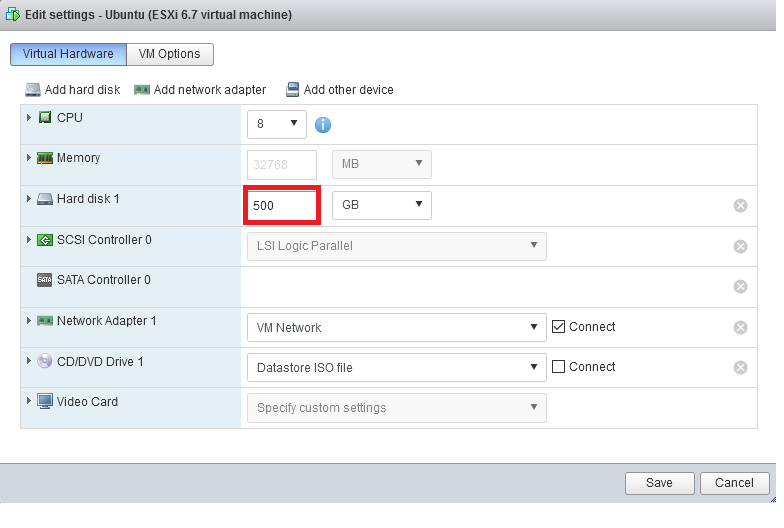 Edit settings - Ubuntu (ESXi 6.7 virtual machine)
Virtual Hardware VM Options
Add hard disk Add network adapter Add other device
CPU 8
Memory 32768 MB
Hard disk 1 500 GB
SCSI Controller 0 LSI Logic Parallel
SATA SATA Controller 0
Network Adapter 1 VM Network Connect
CD/DVD Drive 1 Datastore ISO file Connect
Video Card Specify custom settings
Save Cancel